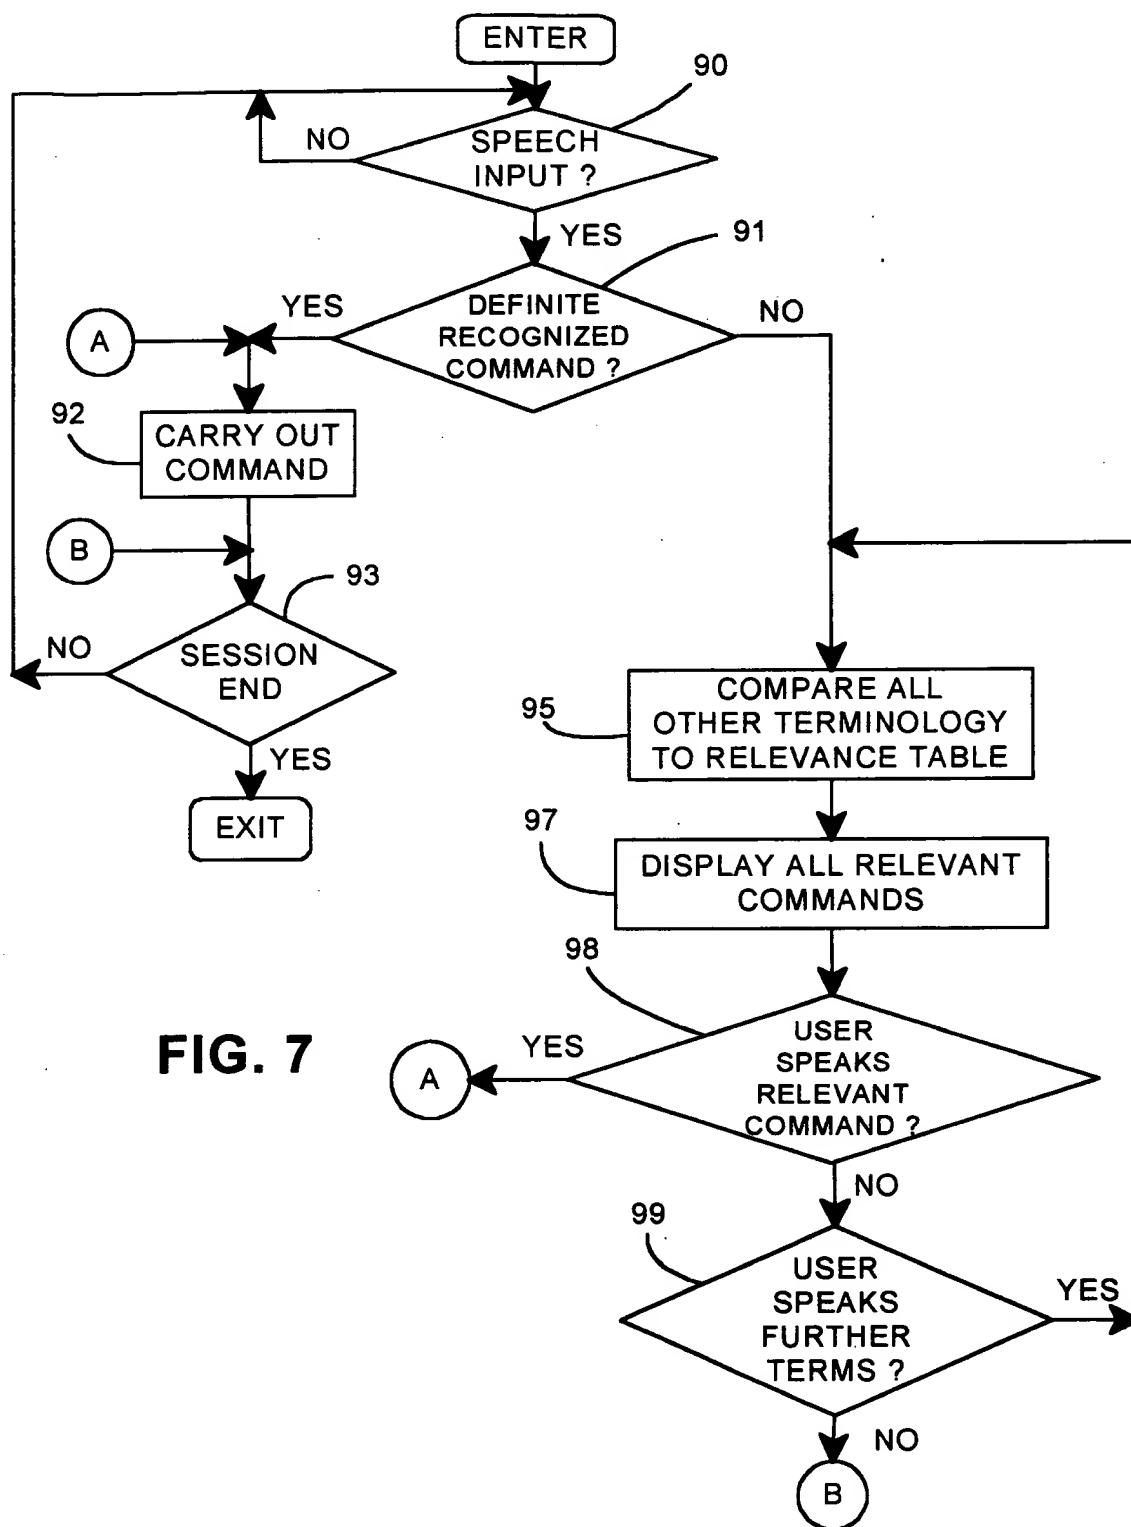 ENTER
90
NO
SPEECH
INPUT ?
YES
91
YES
DEFINITE
RECOGNIZED
COMMAND ?
NO
A
92
CARRY OUT
COMMAND
B
93
NO
SESSION
END
YES
EXIT
95
COMPARE ALL
OTHER TERMINOLOGY
TO RELEVANCE TABLE
97
DISPLAY ALL RELEVANT
COMMANDS
98
FIG. 7
A
YES
USER
SPEAKS
RELEVANT
COMMAND ?
NO
99
USER
SPEAKS
FURTHER
TERMS ?
YES
NO
B